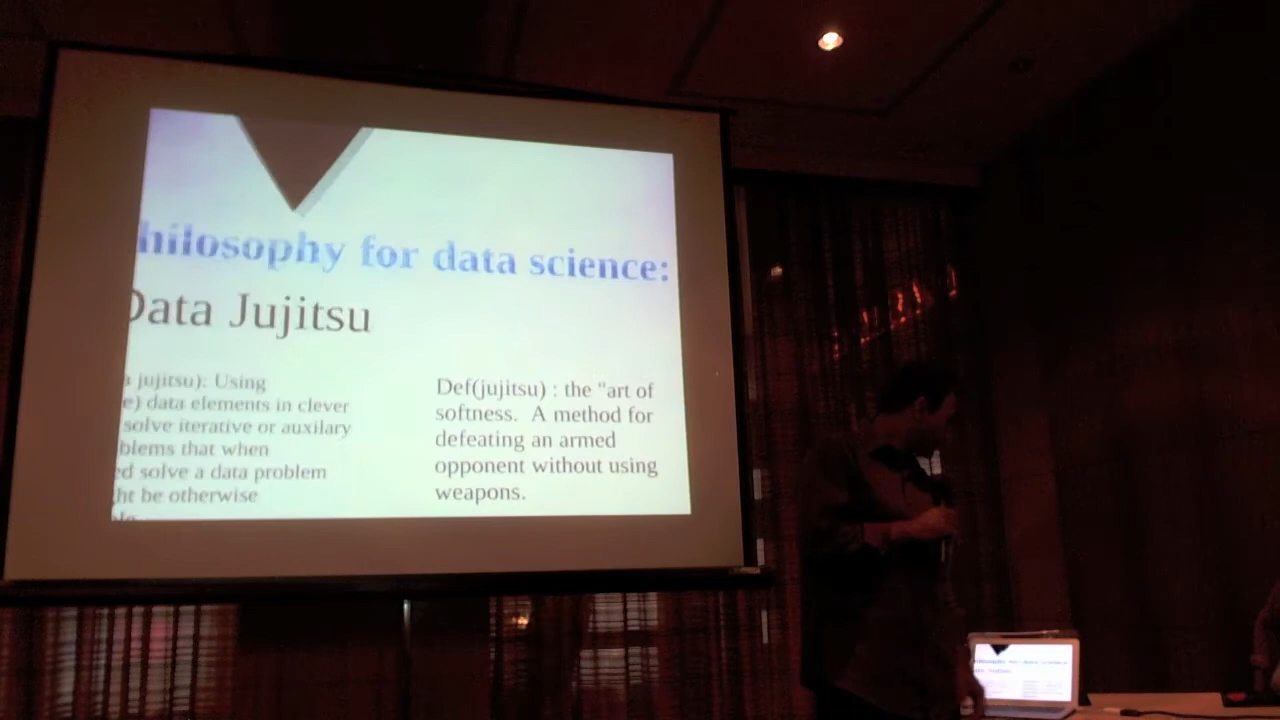 hilosophy for data science:
Data Jujitsu
jujitsu): Using
e) data elements in clever
solve iterative or auxilary
blems that when
ed solve a data problem
ht be otherwise
Def(jujitsu) : the "art of
softness. A method for
defeating an armed
opponent without using
weapons.